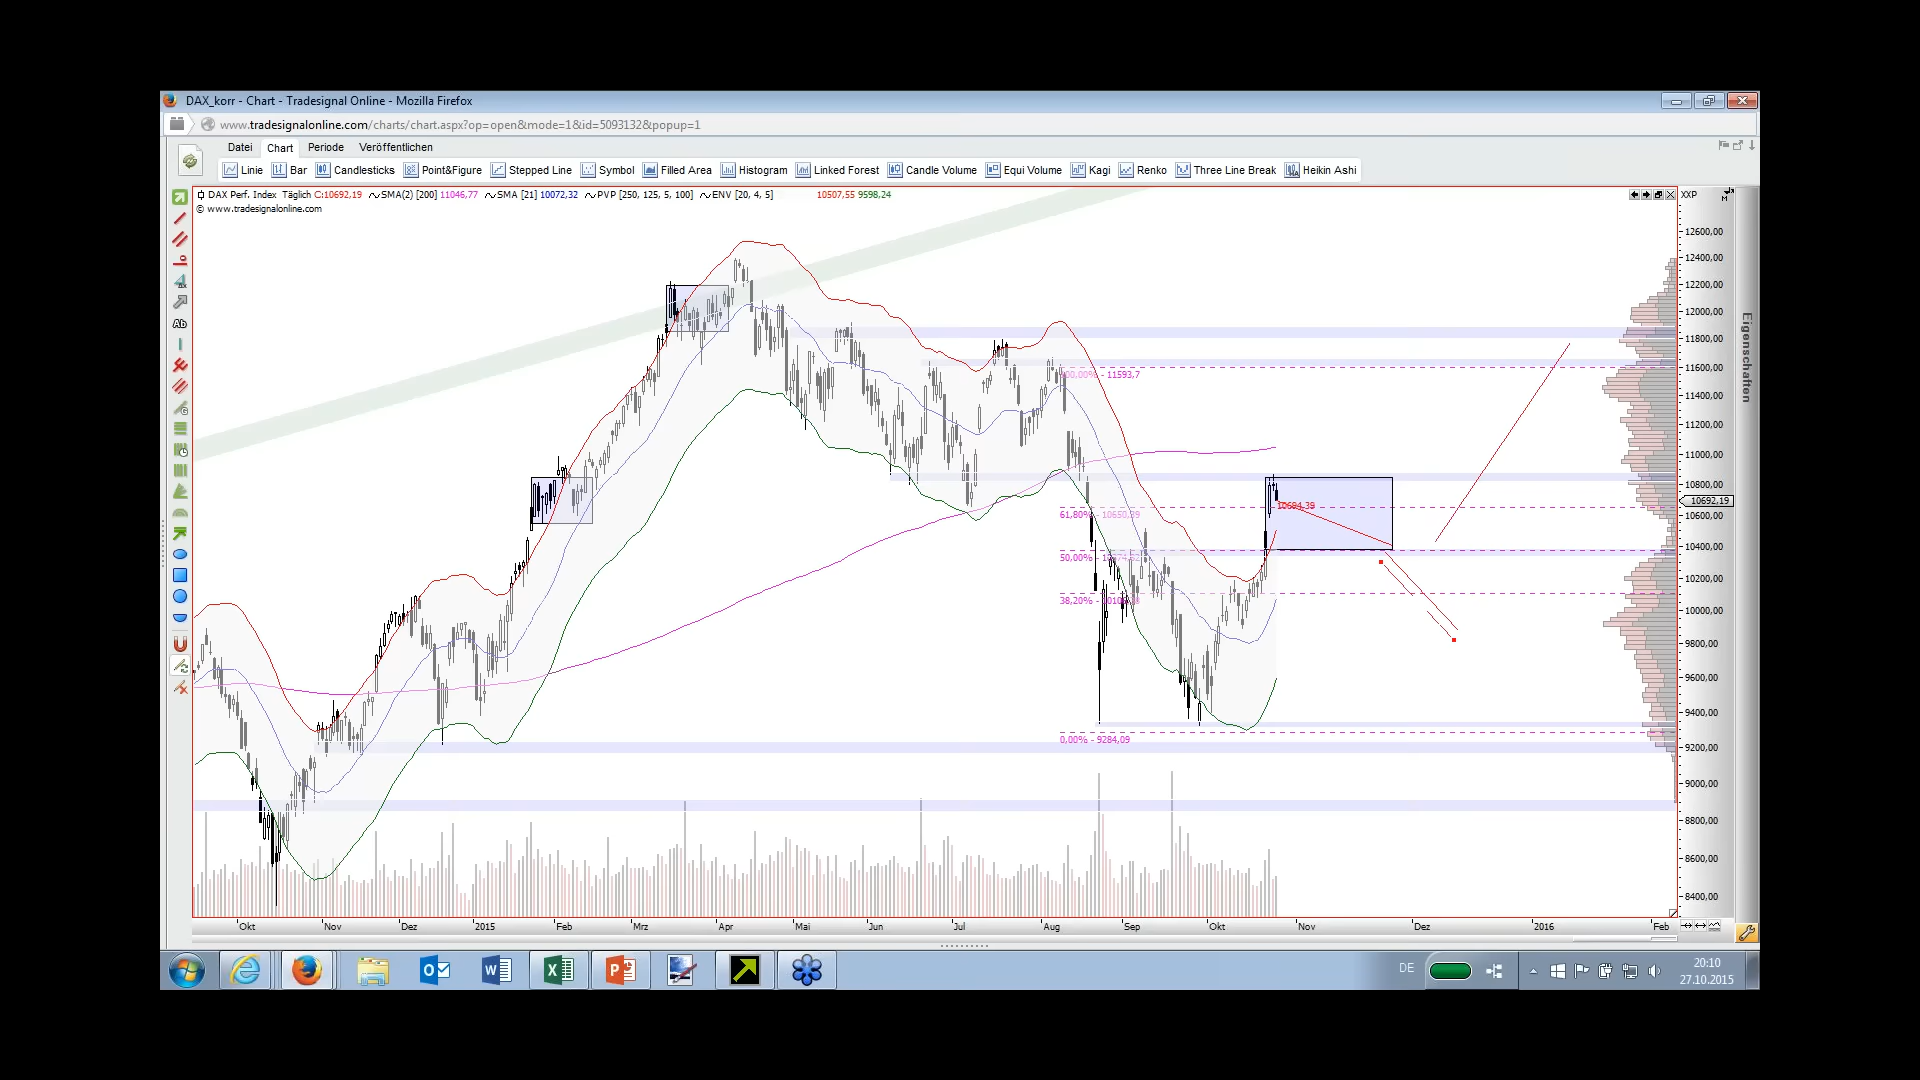 DAX_korr - Chart - Tradesignal Online - Mozilla Firefox
www.tradesignalonline.com/charts/chart.aspx?op=open&mode=1&id=5093132&popup=1
Datei Chart Periode Veröffentlichen
Linie Bar Candlesticks Point&Figure Stepped Line Symbol Filled Area Histogram Linked Forest Candle Volume Equi Volume Kagi Renko Three Line Break Heikin Ashi
DAX Perf. Index Täglich C:10692,19 SMA(2) [200] 11046,77 SMA [21] 10072,32 PVP [250, 125, 5, 100] ENV [20, 4, 5] 10507,55 9598,24 XXP
© www.tradesignalonline.com
12600,00
12400,00
12200,00
12000,00
11800,00
11600,00
- 11593,7
11400,00
11200,00
11000,00
10800,00
10692,19
61,80% - 10650,39
10600,00
10400,00
50,00% -
10200,00
38,20% -
10000,00
9800,00
9600,00
9400,00
0,00% - 9284,09
9200,00
9000,00
8800,00
8600,00
8400,00
Ab
Eigenschaften
Okt Nov Dez 2015 Feb Mrz Apr Mai Jun Jul Aug Sep Okt Nov Dez 2016 Feb
DE
20:10
27.10.2015